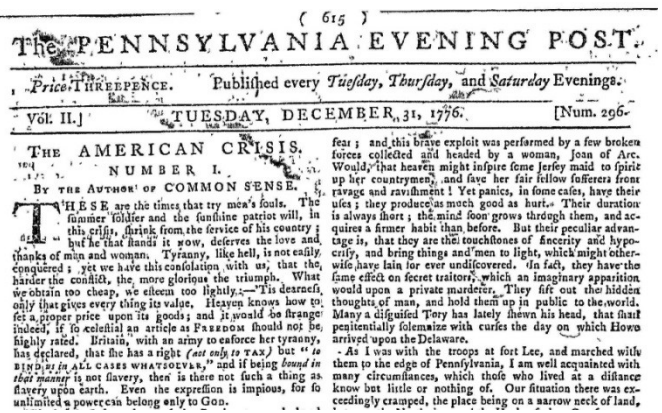 ( 615 )
The PENNSYLVANIA EVENING POST.
Price THREEPENCE. Published every Tuesday, Thursday, and Saturday Evenings.
Vol. II.] TUESDAY, DECEMBER 31, 1776. [Num. 296.
THE AMERICAN CRISIS.
NUMBER I.
BY THE AUTHOR OF COMMON SENSE.
THESE are the times that try men's souls. The
summer soldier and the sunshine patriot will, in
this crisis, shrink from the service of his country;
but he that stands it now, deserves the love and
thanks of man and woman. Tyranny, like hell, is not easily
conquered; yet we have this consolation with us, that the
harder the conflict, the more glorious the triumph. What
we obtain too cheap, we esteem too lightly.—'Tis dearness
only that gives every thing its value. Heaven knows how to
set a proper price upon its goods; and it would be strange
indeed, if so celestial an article as FREEDOM should not be
highly rated. Britain, with an army to enforce her tyranny,
has declared, that she has a right (not only to TAX) but "to
BIND us in ALL CASES WHATSOEVER," and if being bound in
that manner is not slavery, then is there not such a thing as
slavery upon earth. Even the expression is impious, for so
unlimited a power can belong only to GOD.
fear; and this brave exploit was performed by a few broken
forces collected and headed by a woman, Joan of Arc.
Would, that heaven might inspire some Jersey maid to spirit
up her countrymen, and save her fair fellow sufferers from
ravage and ravishment! Yet panics, in some cases, have their
uses; they produce as much good as hurt. Their duration
is always short; the mind soon grows through them, and ac-
quires a firmer habit than before. But their peculiar advan-
tage is, that they are the touchstones of sincerity and hypo-
crisy, and bring things and men to light, which might other-
wise have lain for ever undiscovered. In fact, they have the
same effect on secret traitors, which an imaginary apparition
would upon a private murderer. They sift out the hidden
thoughts of man, and hold them up in public to the world.
Many a disguised Tory has lately shewn his head, that shall
penitentially solemnize with curses the day on which Howe
arrived upon the Delaware.
As I was with the troops at fort Lee, and marched with
them to the edge of Pennsylvania, I am well acquainted with
many circumstances, which those who lived at a distance
know but little or nothing of. Our situation there was ex-
ceedingly cramped, the place being on a narrow neck of land,